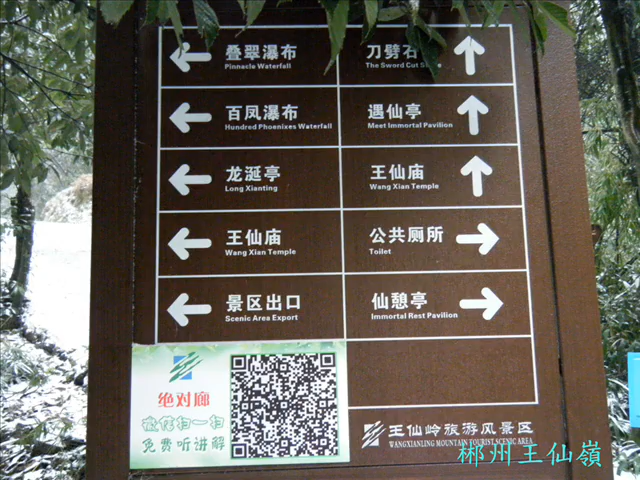 叠翠瀑布
Pinnacle Waterfall
刀劈石
The Sword Cut Stone
百凤瀑布
Hundred Phoenixes Waterfall
遇仙亭
Meet Immortal Pavilion
龙涎亭
Long Xianting
王仙庙
Wang Xian Temple
王仙庙
Wang Xian Temple
公共厕所
Toilet
景区出口
Scenic Area Export
仙憩亭
Immortal Rest Pavilion
绝对廊
微信扫一扫
免费听讲解
王仙岭旅游风景区
WANGXIANLING MOUNTAIN TOURIST SCENIC AREA
郴州王仙嶺